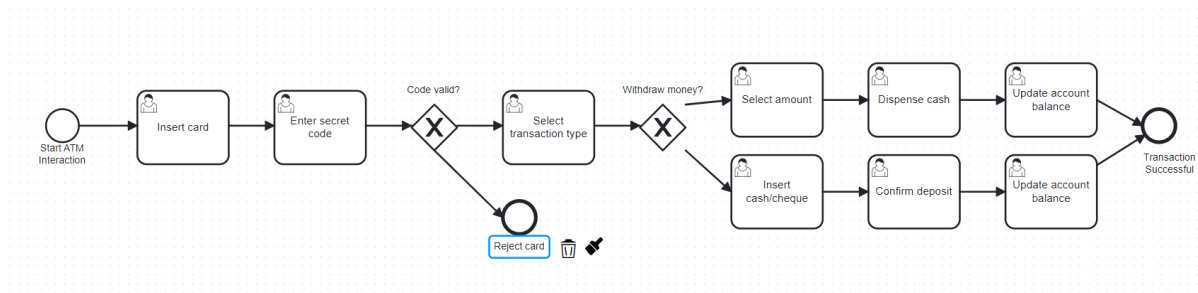 Start ATM
Interaction
Insert card
Enter secret
code
Code valid?
Select
transaction type
Reject card
Withdraw money?
Select amount
Dispense cash
Update account
balance
Insert
cash/cheque
Confirm deposit
Update account
balance
Transaction
Successful